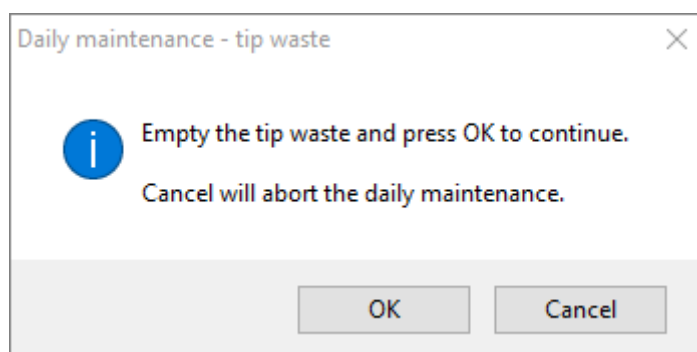 Daily maintenance - tip waste
Empty the tip waste and press OK to continue.
Cancel will abort the daily maintenance.
OK
Cancel